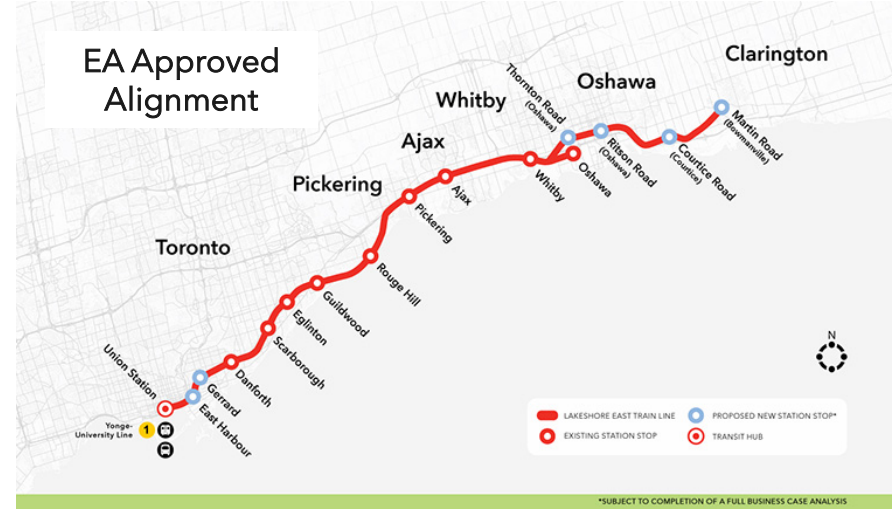 EA Approved
Alignment
Clarington
Oshawa
Whitby
Ajax
Pickering
Toronto
Thornton Road
(Oshawa)
Ritson Road
(Oshawa)
Courtice Road
(Courtice)
Martin Road
(Bowmanville)
Oshawa
Whitby
Ajax
Pickering
Rouge Hill
Guildwood
Eglinton
Scarborough
Danforth
Gerrard
East Harbour
Union Station
Yonge-
University Line
1
N
LAKESHORE EAST TRAIN LINE
PROPOSED NEW STATION STOP*
EXISTING STATION STOP
TRANSIT HUB
*SUBJECT TO COMPLETION OF A FULL BUSINESS CASE ANALYSIS